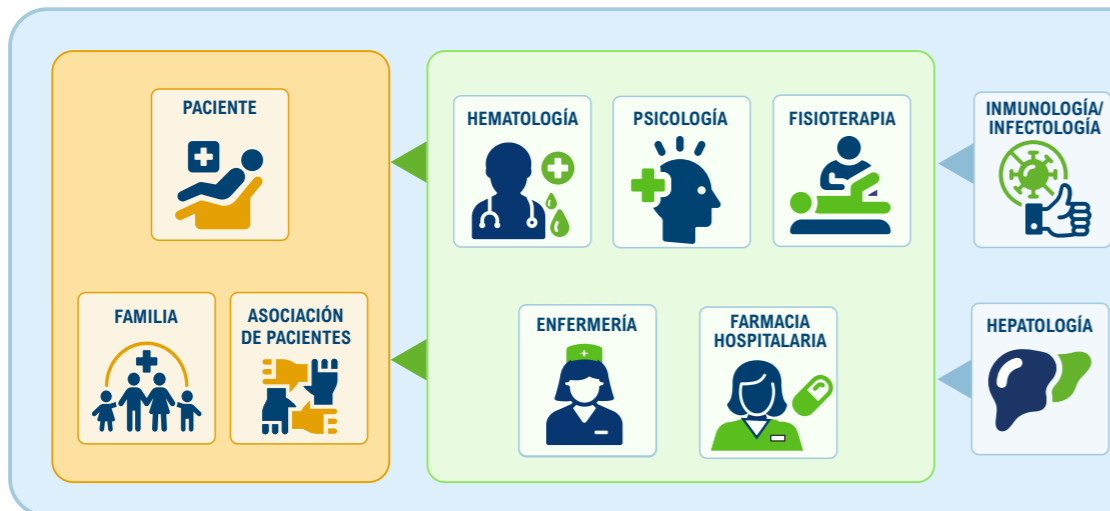 PACIENTE
FAMILIA
ASOCIACIÓN
DE PACIENTES
HEMATOLOGÍA
PSICOLOGÍA
FISIOTERAPIA
ENFERMERÍA
FARMACIA
HOSPITALARIA
INMUNOLOGÍA/
INFECTOLOGÍA
HEPATOLOGÍA